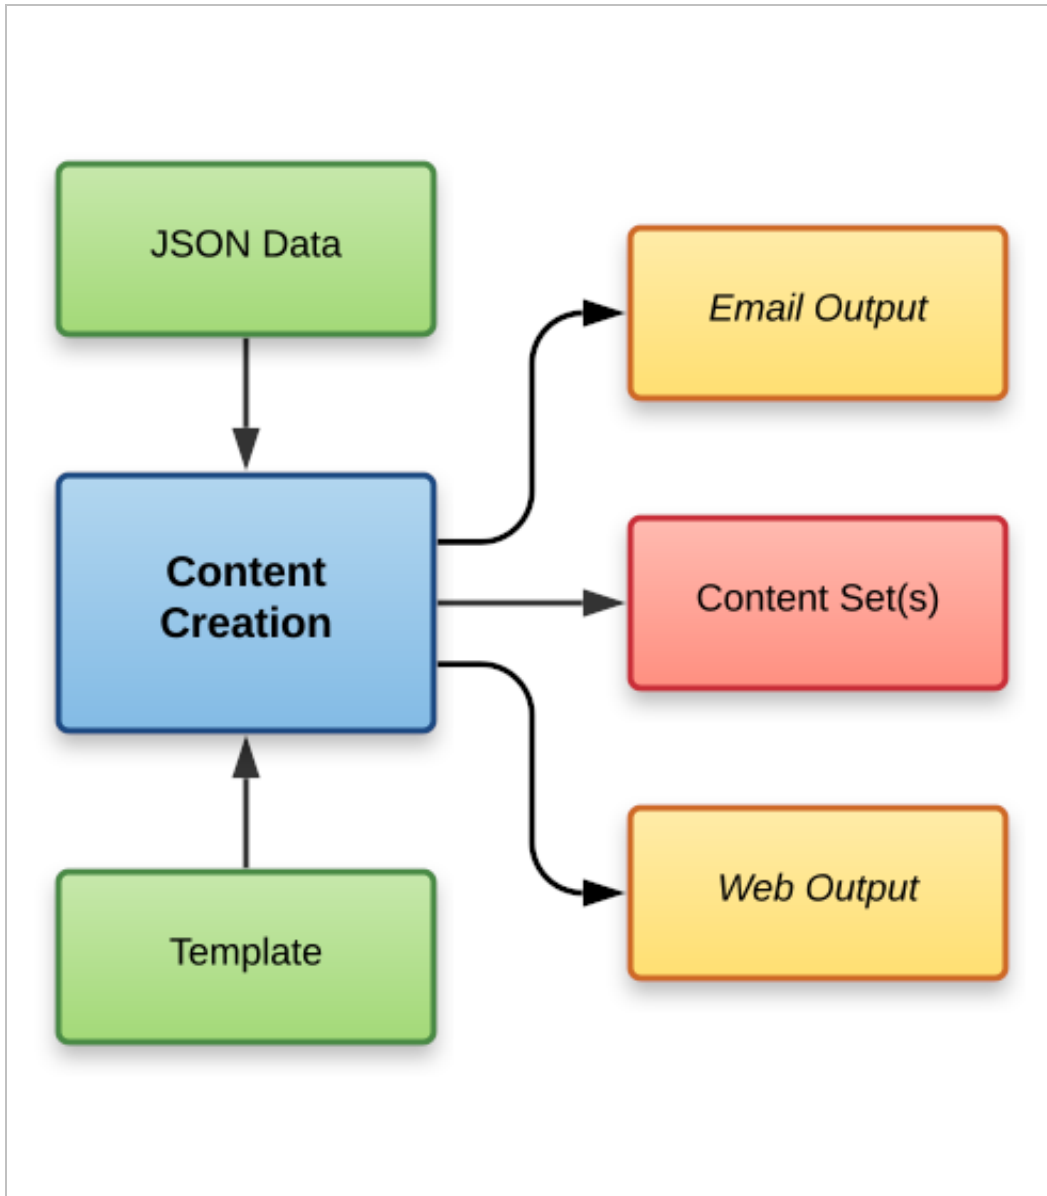 JSON Data
Email Output
Content
Creation
Content Set(s)
Web Output
Template